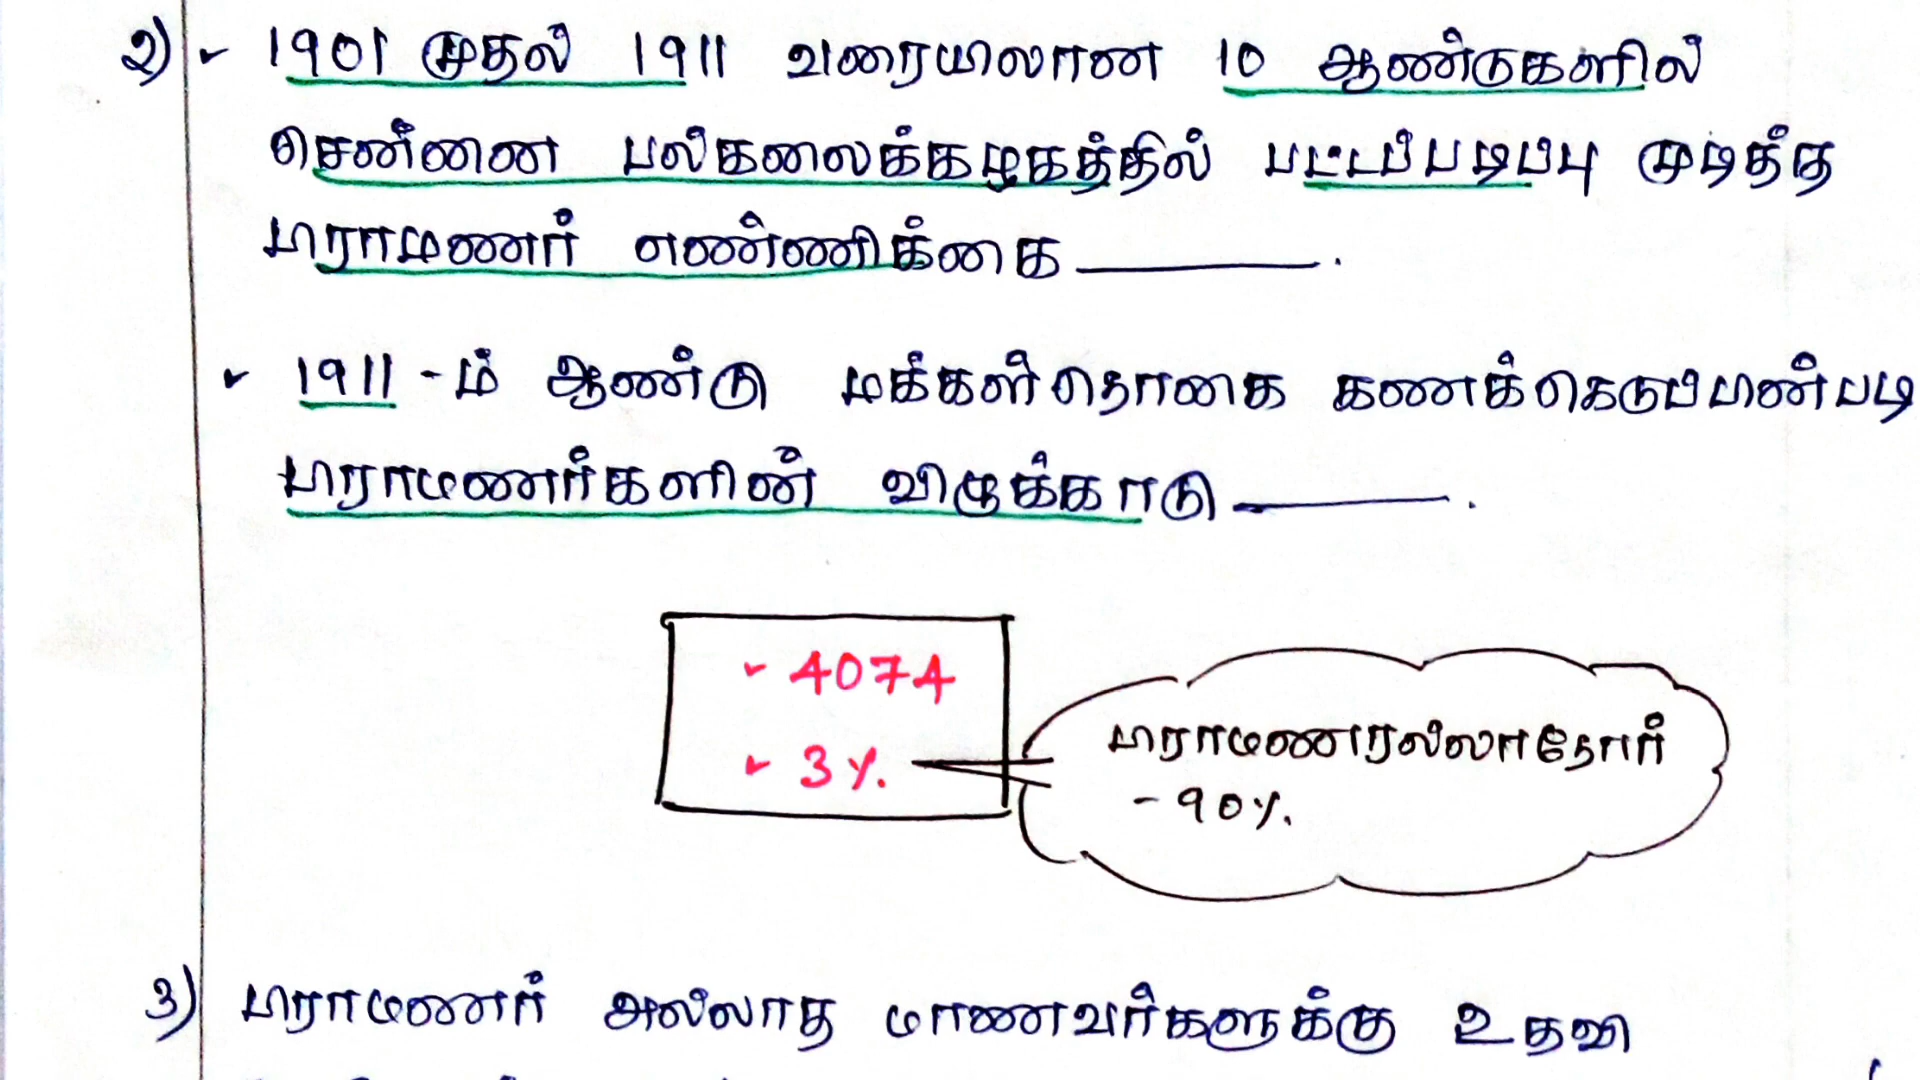 2) ✓ 1901 முதல் 1911 வரையிலான 10 ஆண்டுகளில்
சென்னை பல்கலைக்கழகத்தில் பட்டப்படிப்பு முடித்த
பிராமணர் எண்ணிக்கை ______.
✓ 1911 -ம் ஆண்டு மக்கள்தொகை கணக்கெடுப்பின்படி
பிராமணர்களின் விழுக்காடு ______.
✓ 4074
✓ 3%.
பிராமணரல்லாதோர்
- 90%.
3) பிராமணர் அல்லாத மாணவர்களுக்கு உதவி